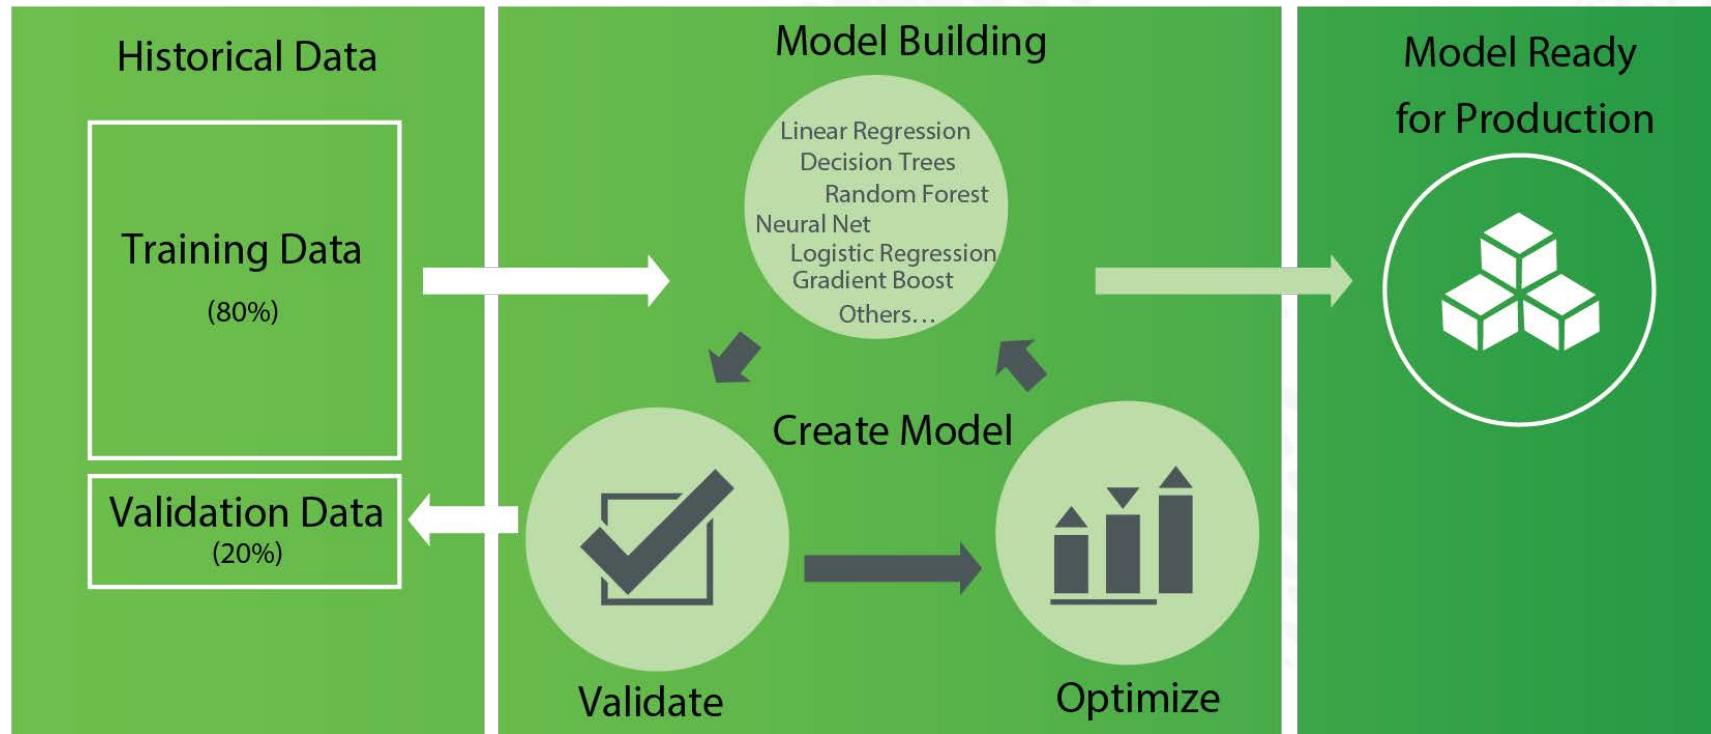 Historical Data
Training Data
(80%)
Validation Data
(20%)
Model Building
Linear Regression
Decision Trees
Random Forest
Neural Net
Logistic Regression
Gradient Boost
Others...
Create Model
Validate
Optimize
Model Ready
for Production